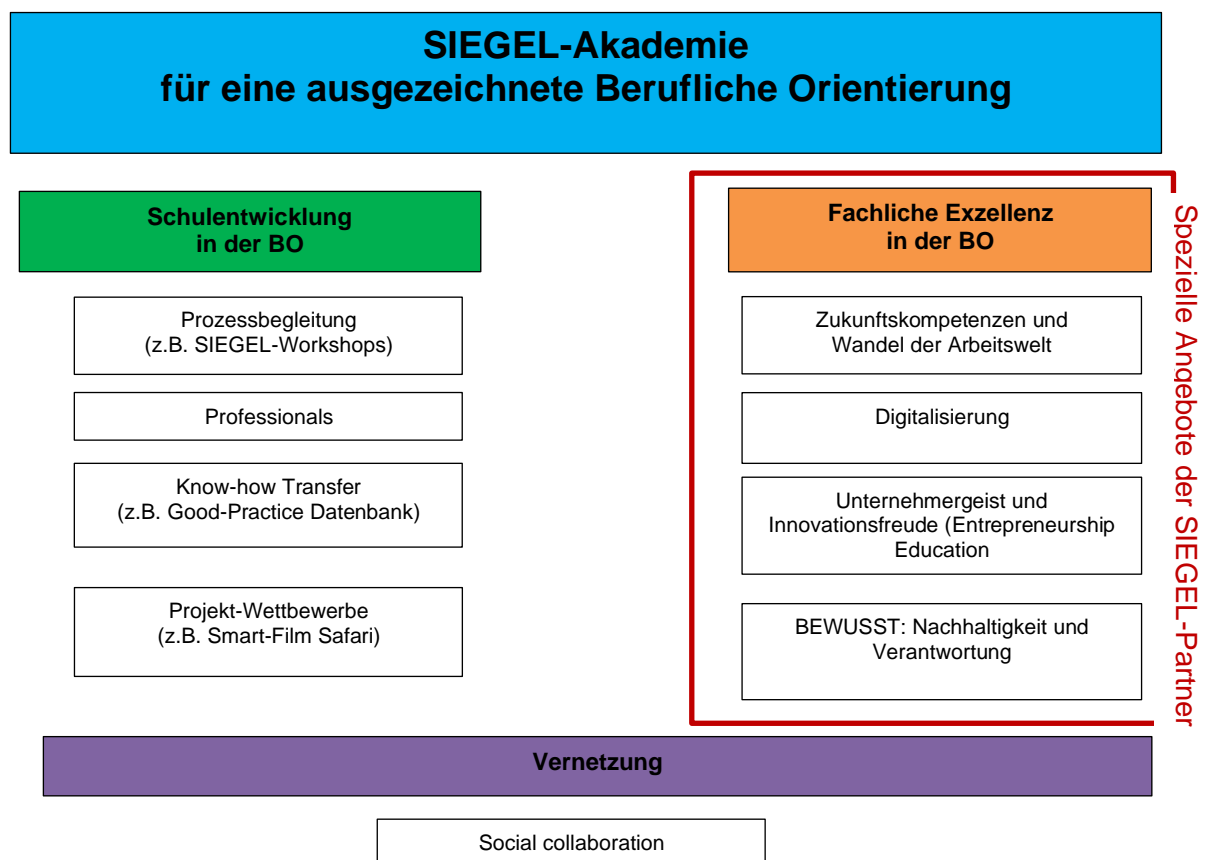 SIEGEL-Akademie
für eine ausgezeichnete Berufliche Orientierung
Schulentwicklung
in der BO
Prozessbegleitung
(z.B. SIEGEL-Workshops)
Professionals
Know-how Transfer
(z.B. Good-Practice Datenbank)
Projekt-Wettbewerbe
(z.B. Smart-Film Safari)
Fachliche Exzellenz
in der BO
Zukunftskompetenzen und
Wandel der Arbeitswelt
Digitalisierung
Unternehmergeist und
Innovationsfreude (Entrepreneurship
Education
BEWUSST: Nachhaltigkeit und
Verantwortung
Spezielle Angebote der SIEGEL-Partner
Vernetzung
Social collaboration